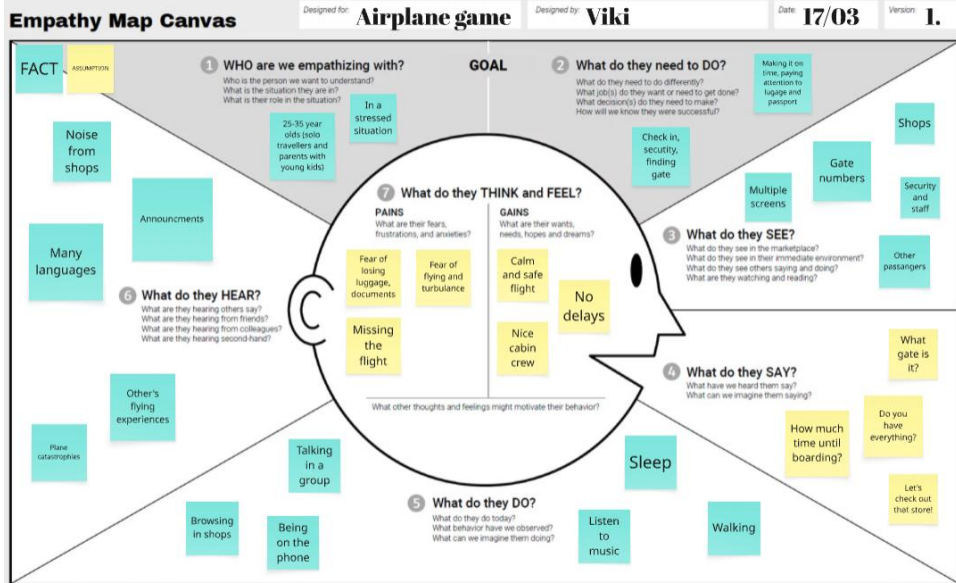 Empathy Map Canvas
Designed for:
Airplane game
Designed by:
Viki
Date:
17/03
Version:
1.
FACT
ASSUMPTION
1 WHO are we empathizing with?
Who is the person we want to understand?
What is the situation they are in?
What is their role in the situation?
25-35 year
olds (solo
travellers and
parents with
young kids)
In a
stressed
situation
GOAL
2 What do they need to DO?
What do they need to do differently?
What job(s) do they want or need to get done?
What decision(s) do they need to make?
How will we know they were successful?
Making it on
time, paying
attention to
lugage and
passport
Check in,
secutity,
finding
gate
Shops
Gate
numbers
Multiple
screens
Security
and
staff
Other
passangers
3 What do they SEE?
What do they see in the marketplace?
What do they see in their immediate environment?
What do they see others saying and doing?
What are they watching and reading?
4 What do they SAY?
What have we heard them say?
What can we imagine them saying?
What
gate is
it?
How much
time until
boarding?
Do you
have
everything?
Let's
check out
that store!
5 What do they DO?
What do they do today?
What behavior have we observed?
What can we imagine them doing?
Talking
in a
group
Browsing
in shops
Being
on the
phone
Sleep
Listen
to
music
Walking
Noise
from
shops
Announcments
Many
languages
6 What do they HEAR?
What are they hearing others say?
What are they hearing from friends?
What are they hearing from colleagues?
What are they hearing second-hand?
Other's
flying
experiences
Plane
catastrophies
7 What do they THINK and FEEL?
PAINS
What are their fears,
frustrations, and anxieties?
Fear of
losing
luggage,
documents
Fear of
flying and
turbulance
Missing
the
flight
GAINS
What are their wants,
needs, hopes and dreams?
Calm
and safe
flight
No
delays
Nice
cabin
crew
What other thoughts and feelings might motivate their behavior?